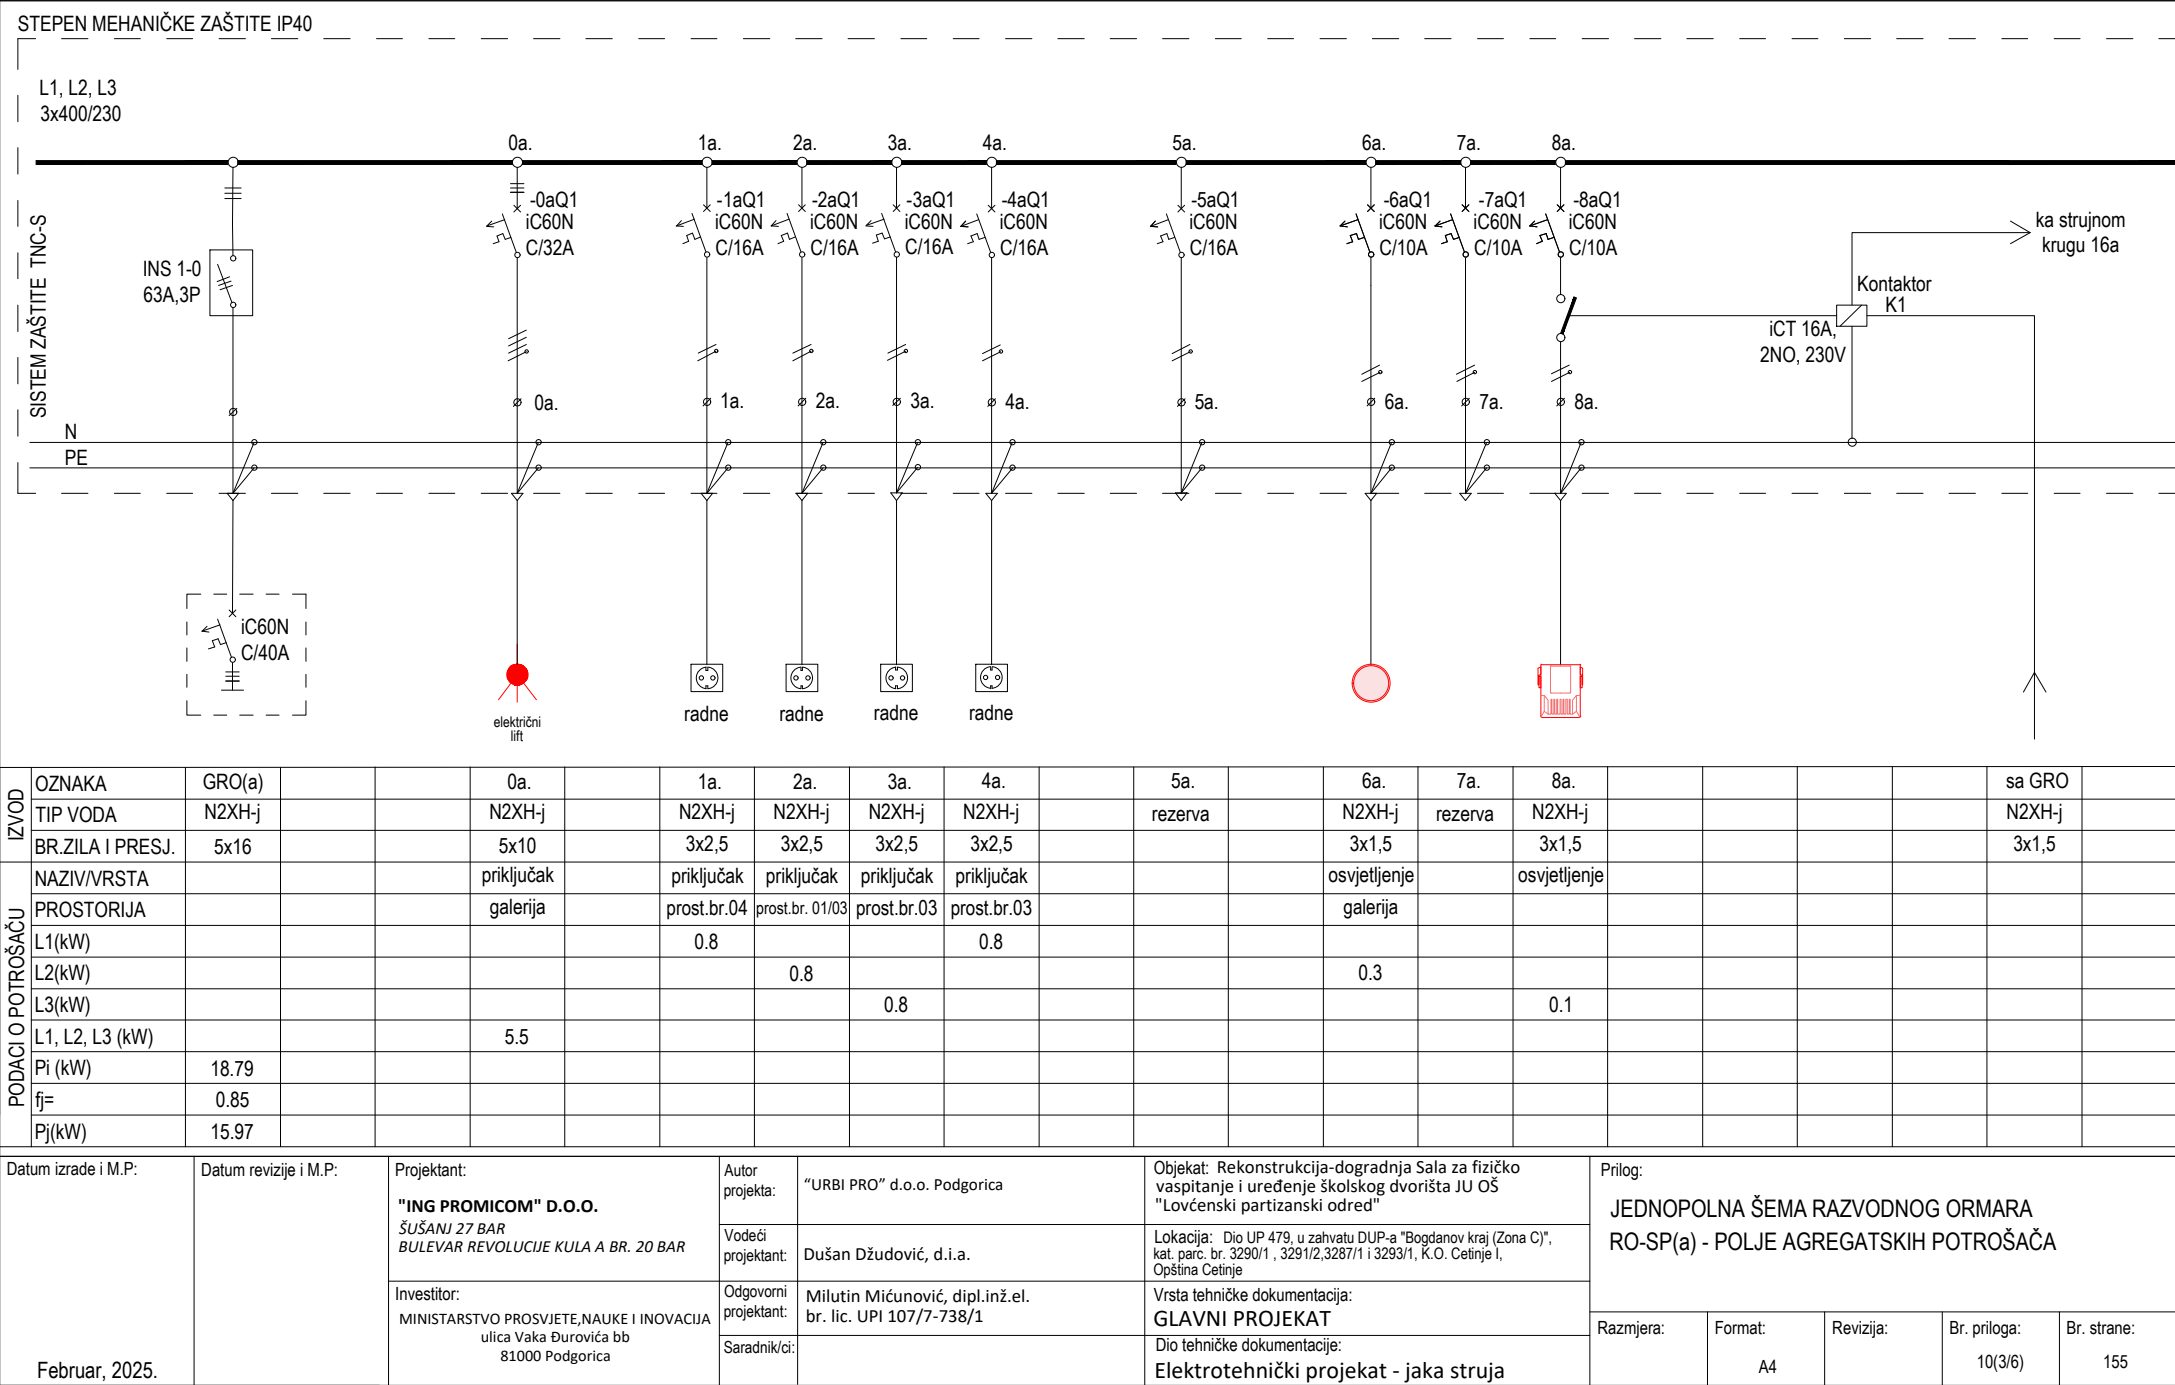 STEPEN MEHANIČKE ZAŠTITE IP40
L1, L2, L3
3x400/230
SISTEM ZAŠTITE TNC-S
0a. 1a. 2a. 3a. 4a. 5a. 6a. 7a. 8a.
-0aQ1 -1aQ1 -2aQ1 -3aQ1 -4aQ1 -5aQ1 -6aQ1 -7aQ1 -8aQ1
iC60N iC60N iC60N iC60N iC60N iC60N iC60N iC60N iC60N
C/32A C/16A C/16A C/16A C/16A C/16A C/10A C/10A C/10A
INS 1-0
63A,3P
ka strujnom
krugu 16a
Kontaktor
K1
iCT 16A,
2NO, 230V
0a. 1a. 2a. 3a. 4a. 5a. 6a. 7a. 8a.
N
PE
iC60N
C/40A
električni
lift
radne radne radne radne
IZVOD
OZNAKA GRO(a) 0a. 1a. 2a. 3a. 4a. 5a. 6a. 7a. 8a. sa GRO
TIP VODA N2XH-j N2XH-j N2XH-j N2XH-j N2XH-j N2XH-j rezerva N2XH-j rezerva N2XH-j N2XH-j
BR.ZILA I PRESJ. 5x16 5x10 3x2,5 3x2,5 3x2,5 3x2,5 3x1,5 3x1,5 3x1,5
PODACI O POTROŠAČU
NAZIV/VRSTA priključak priključak priključak priključak priključak osvjetljenje osvjetljenje
PROSTORIJA galerija prost.br.04 prost.br. 01/03 prost.br.03 prost.br.03 galerija
L1(kW) 0.8 0.8
L2(kW) 0.8 0.3
L3(kW) 0.8 0.1
L1, L2, L3 (kW) 5.5
Pi (kW) 18.79
fj= 0.85
Pj(kW) 15.97
Datum izrade i M.P:
Februar, 2025.
Datum revizije i M.P:
Projektant:
"ING PROMICOM" D.O.O.
ŠUŠANJ 27 BAR
BULEVAR REVOLUCIJE KULA A BR. 20 BAR
Investitor:
MINISTARSTVO PROSVJETE,NAUKE I INOVACIJA
ulica Vaka Đurovića bb
81000 Podgorica
Autor
projekta:
“URBI PRO” d.o.o. Podgorica
Vodeći
projektant:
Dušan Džudović, d.i.a.
Odgovorni
projektant:
Milutin Mićunović, dipl.inž.el.
br. lic. UPI 107/7-738/1
Saradnik/ci:
Objekat: Rekonstrukcija-dogradnja Sala za fizičko
vaspitanje i uređenje školskog dvorišta JU OŠ
"Lovćenski partizanski odred"
Lokacija: Dio UP 479, u zahvatu DUP-a "Bogdanov kraj (Zona C)",
kat. parc. br. 3290/1 , 3291/2,3287/1 i 3293/1, K.O. Cetinje I,
Opština Cetinje
Vrsta tehničke dokumentacija:
GLAVNI PROJEKAT
Dio tehničke dokumentacije:
Elektrotehnički projekat - jaka struja
Prilog:
JEDNOPOLNA ŠEMA RAZVODNOG ORMARA
RO-SP(a) - POLJE AGREGATSKIH POTROŠAČA
Razmjera:
Format:
A4
Revizija:
Br. priloga:
10(3/6)
Br. strane:
155